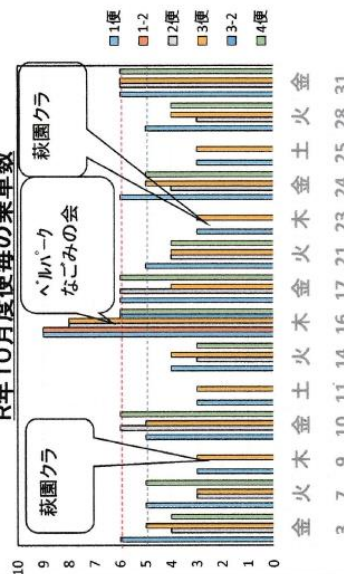 R年10月度便毎の乗車数
10
9
8
7
6
5
4
3
2
1
0
萩園クラ
ベルパーク
なごみの会
萩園クラ
1便
1-2
2便
3便
3-2
4便
金 火 木 金 土 火 木 金 火 木 金 土 火 金
3 7 9 10 11 14 16 17 21 23 24 25 28 31